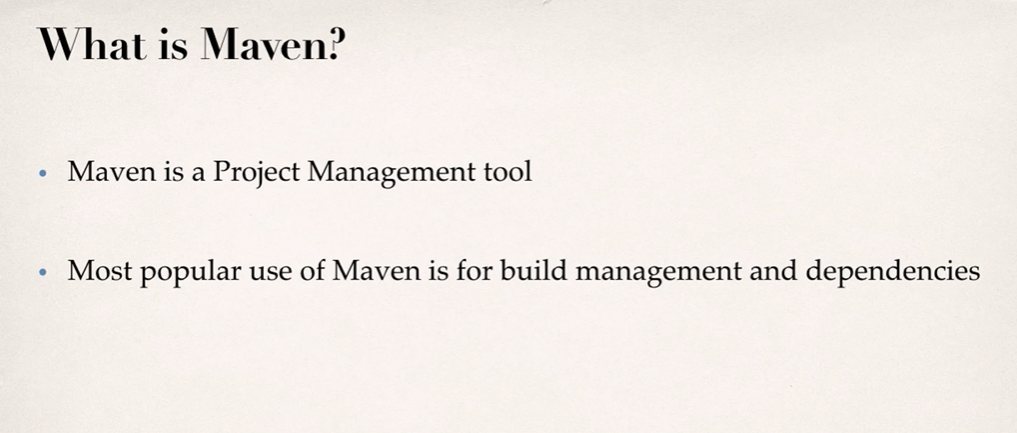 What is Maven?
• Maven is a Project Management tool
• Most popular use of Maven is for build management and dependencies